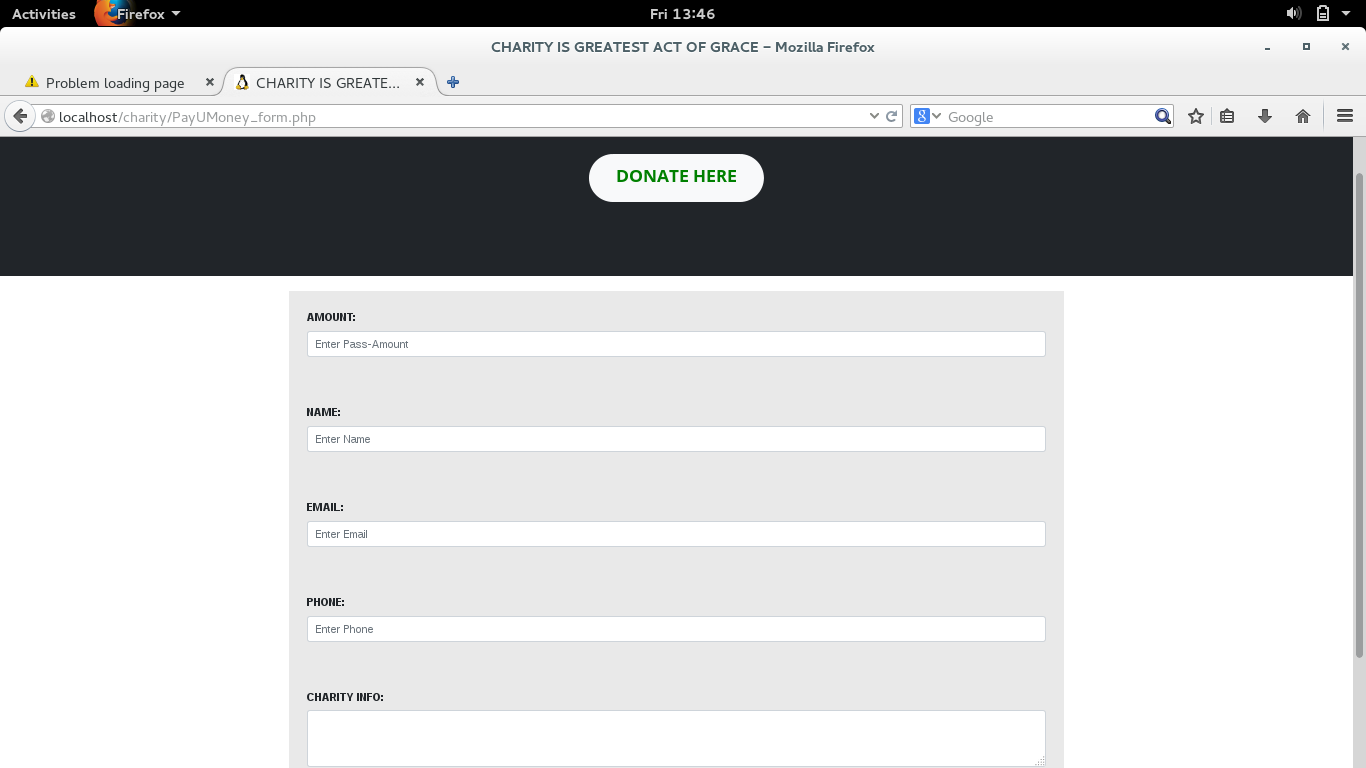 Activities Firefox Fri 13:46
CHARITY IS GREATEST ACT OF GRACE - Mozilla Firefox
Problem loading page CHARITY IS GREATE...
localhost/charity/PayUMoney_form.php Google
DONATE HERE
AMOUNT:
Enter Pass-Amount
NAME:
Enter Name
EMAIL:
Enter Email
PHONE:
Enter Phone
CHARITY INFO: